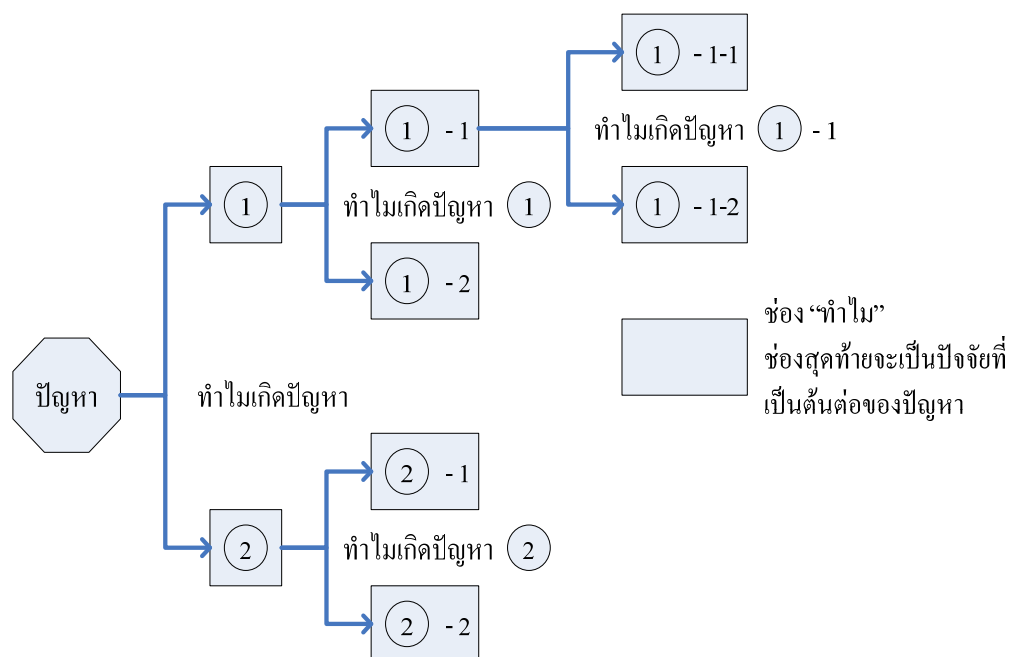 ① - 1-1
① - 1
ทำไมเกิดปัญหา ① - 1
①
ทำไมเกิดปัญหา ①
① - 1-2
① - 2
ช่อง “ทำไม”
ช่องสุดท้ายจะเป็นปัจจัยที่
เป็นต้นต่อของปัญหา
ปัญหา
ทำไมเกิดปัญหา
② - 1
②
ทำไมเกิดปัญหา ②
② - 2